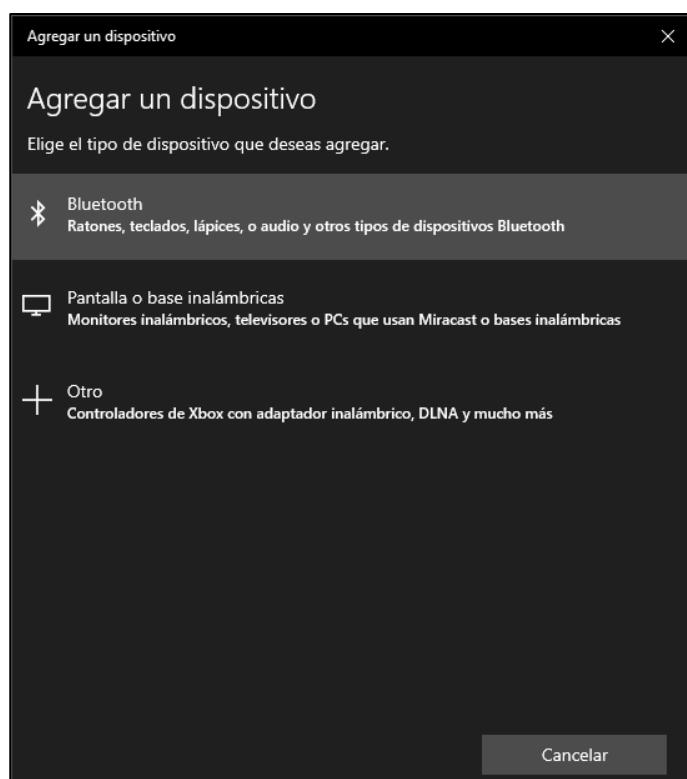 Agregar un dispositivo
Agregar un dispositivo
Elige el tipo de dispositivo que deseas agregar.
Bluetooth
Ratones, teclados, lápices, o audio y otros tipos de dispositivos Bluetooth
Pantalla o base inalámbricas
Monitores inalámbricos, televisores o PCs que usan Miracast o bases inalámbricas
Otro
Controladores de Xbox con adaptador inalámbrico, DLNA y mucho más
Cancelar